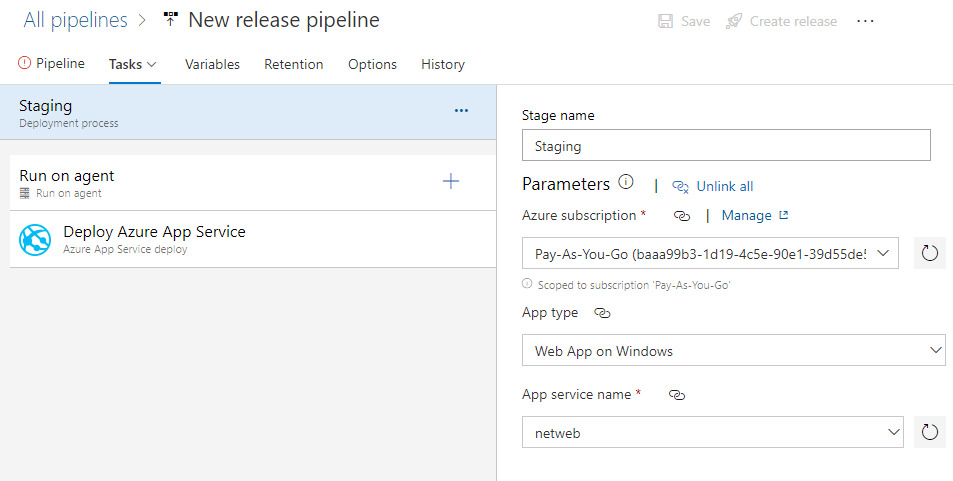 All pipelines > New release pipeline
Save Create release ...
Pipeline Tasks Variables Retention Options History
Staging
Deployment process
Run on agent
Run on agent
Deploy Azure App Service
Azure App Service deploy
Stage name
Staging
Parameters | Unlink all
Azure subscription * | Manage
Pay-As-You-Go (baaa99b3-1d19-4c5e-90e1-39d55de5
Scoped to subscription 'Pay-As-You-Go'
App type
Web App on Windows
App service name *
netweb